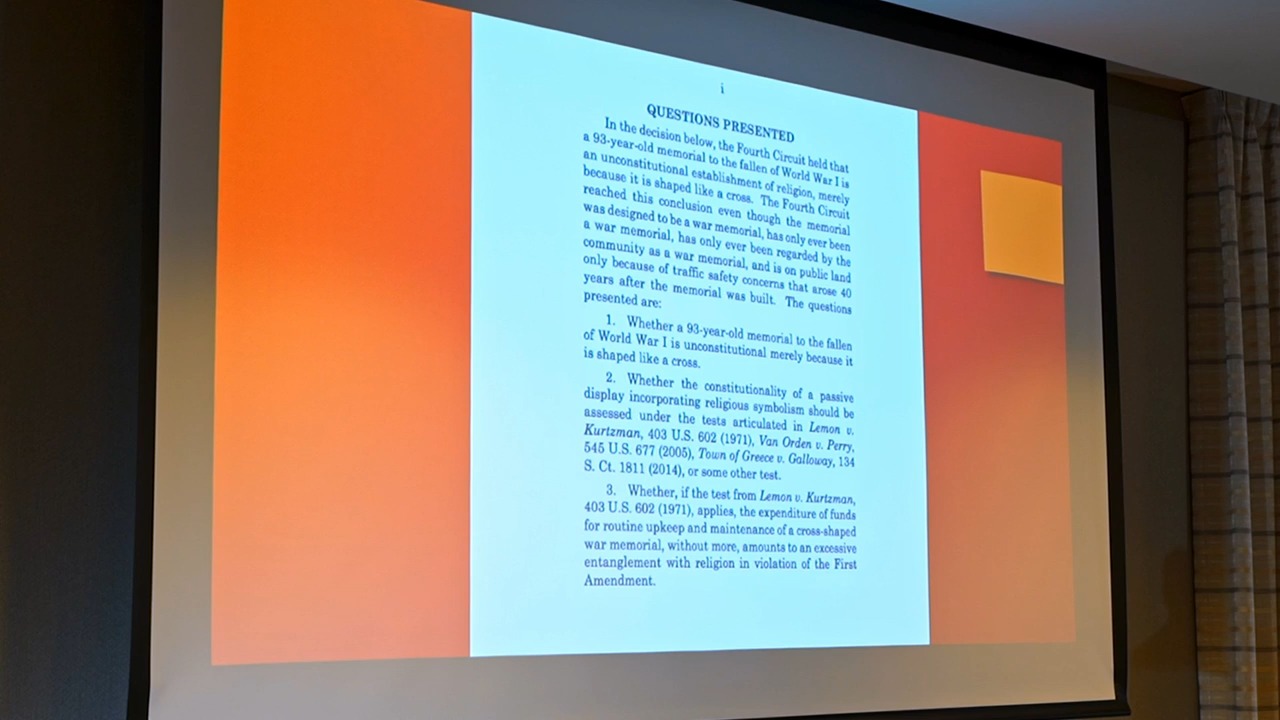 i
QUESTIONS PRESENTED
In the decision below, the Fourth Circuit held that
a 93-year-old memorial to the fallen of World War I is
an unconstitutional establishment of religion, merely
because it is shaped like a cross. The Fourth Circuit
reached this conclusion even though the memorial
was designed to be a war memorial, has only ever been
a war memorial, has only ever been regarded by the
community as a war memorial, and is on public land
only because of traffic safety concerns that arose 40
years after the memorial was built. The questions
presented are:
1. Whether a 93-year-old memorial to the fallen
of World War I is unconstitutional merely because it
is shaped like a cross.
2. Whether the constitutionality of a passive
display incorporating religious symbolism should be
assessed under the tests articulated in Lemon v.
Kurtzman, 403 U.S. 602 (1971), Van Orden v. Perry,
545 U.S. 677 (2005), Town of Greece v. Galloway, 134
S. Ct. 1811 (2014), or some other test.
3. Whether, if the test from Lemon v. Kurtzman,
403 U.S. 602 (1971), applies, the expenditure of funds
for routine upkeep and maintenance of a cross-shaped
war memorial, without more, amounts to an excessive
entanglement with religion in violation of the First
Amendment.